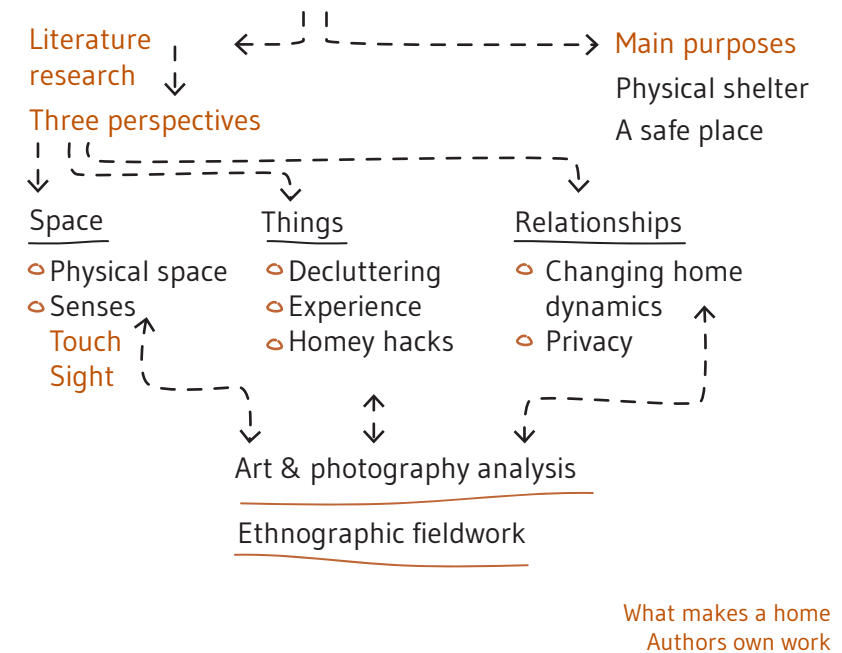 Literature
research
Main purposes
Physical shelter
A safe place
Three perspectives
Space
Physical space
Senses
Touch
Sight
Things
Decluttering
Experience
Homey hacks
Relationships
Changing home
dynamics
Privacy
Art & photography analysis
Ethnographic fieldwork
What makes a home
Authors own work